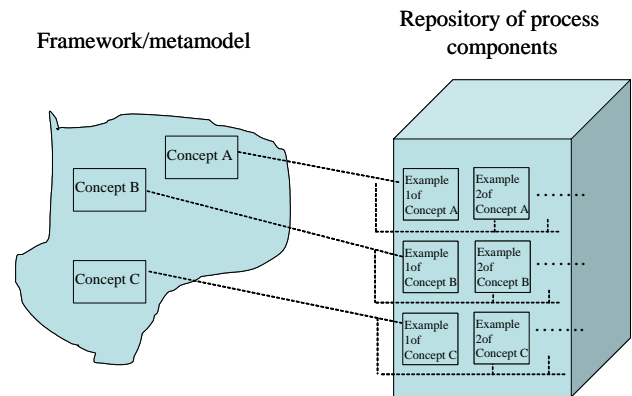 Framework/metamodel
Repository of process
components
Concept A
Concept B
Concept C
Example
1of
Concept A
Example
2of
Concept A
Example
1of
Concept B
Example
2of
Concept B
Example
1of
Concept C
Example
2of
Concept C